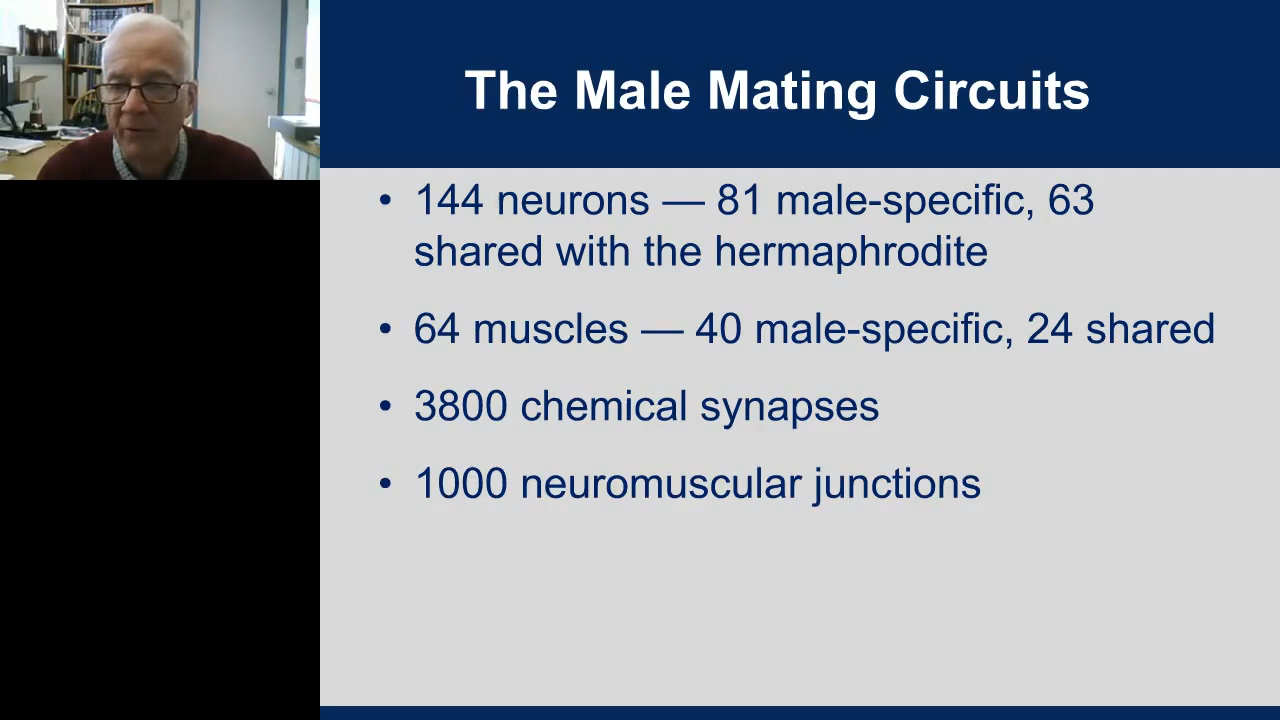 The Male Mating Circuits
• 144 neurons — 81 male-specific, 63
shared with the hermaphrodite
• 64 muscles — 40 male-specific, 24 shared
• 3800 chemical synapses
• 1000 neuromuscular junctions